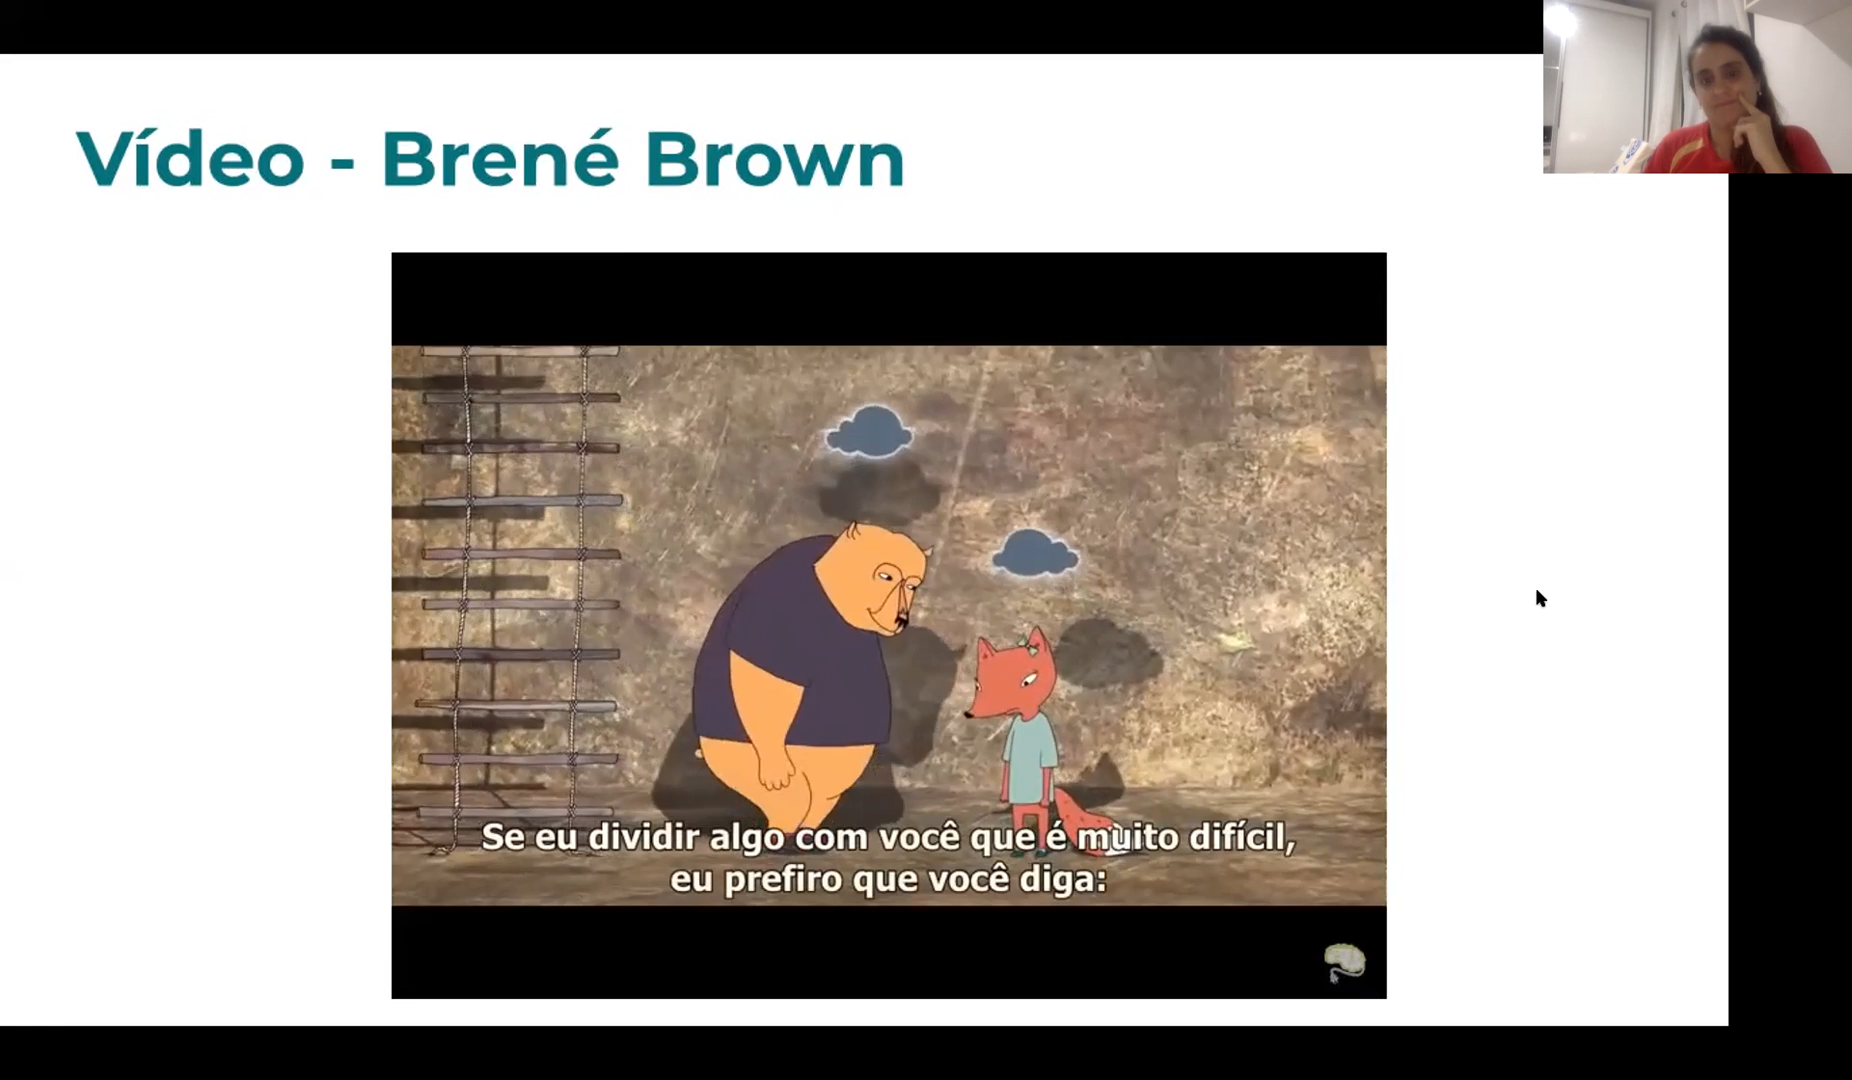 Vídeo - Brené Brown
Se eu dividir algo com você que é muito difícil,
eu prefiro que você diga: